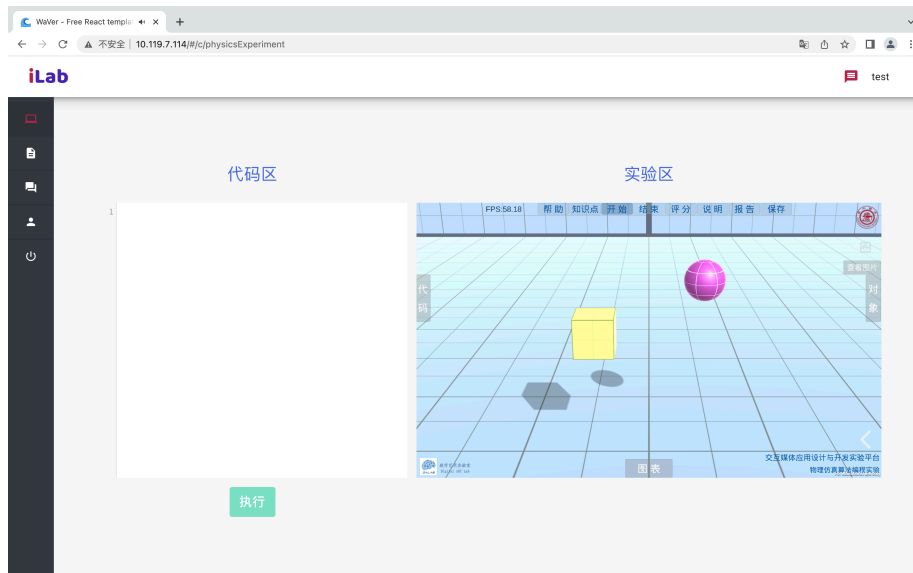 WaVer - Free React templat
不安全 | 10.119.7.114/#/c/physicsExperiment
iLab
test
代码区
实验区
1
FPS:58.18 帮助 知识点 开始 结束 评分 说明 报告 保存
查看图片
代码
对象
图表
交互媒体应用设计与开发实验平台
物理仿真算法编程实验
执行